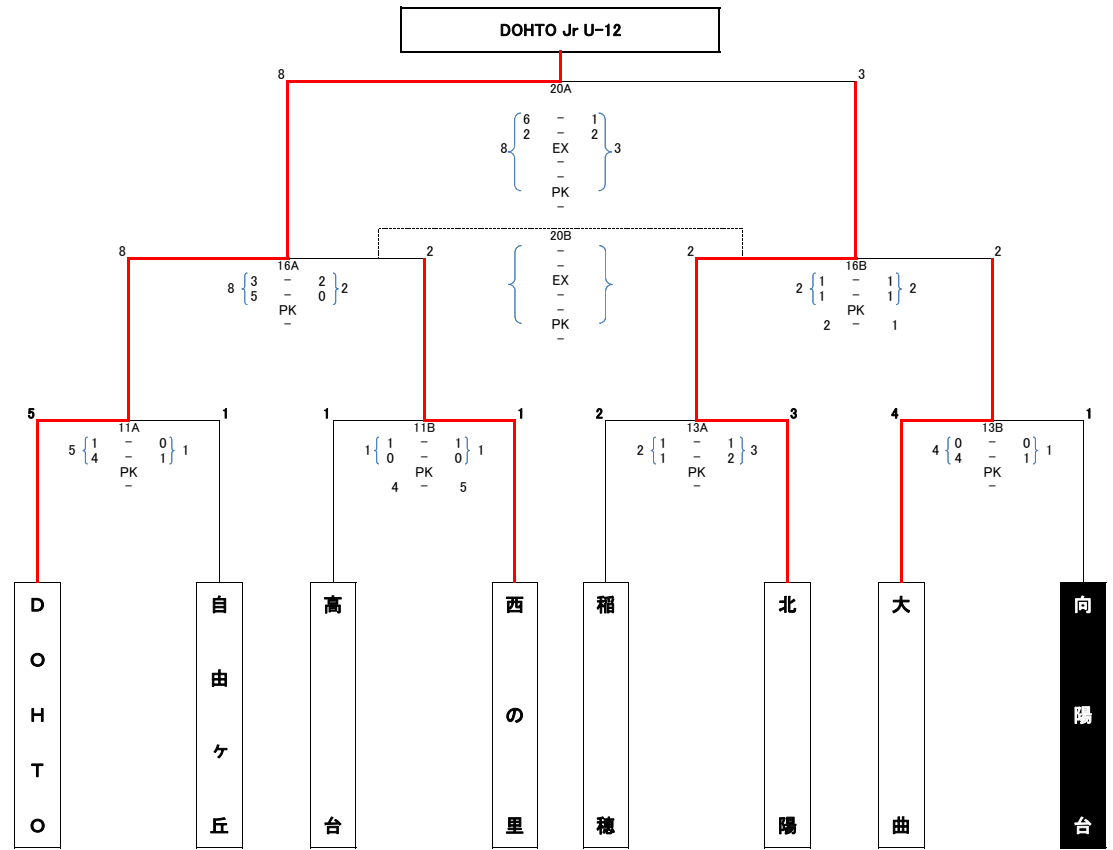 DOHTO Jr U-12
8 3
20A
6 - 1
2 - 2
8 EX 3
-
-
PK
-
8 2 20B 2 2
-
-
EX
-
-
PK
-
16A
8 3 - 2 2
5 - 0
PK
-
16B
2 1 - 1 2
1 - 1
PK
2 - 1
5 1 1 1 2 3 4 1
11A
5 1 - 0 1
4 - 1
PK
-
11B
1 1 - 1 1
0 - 0
PK
4 - 5
13A
2 1 - 1 3
1 - 2
PK
-
13B
4 0 - 0 1
4 - 1
PK
-
DOHTO
自由ヶ丘
高台
西の里
稲穂
北陽
大曲
向陽台